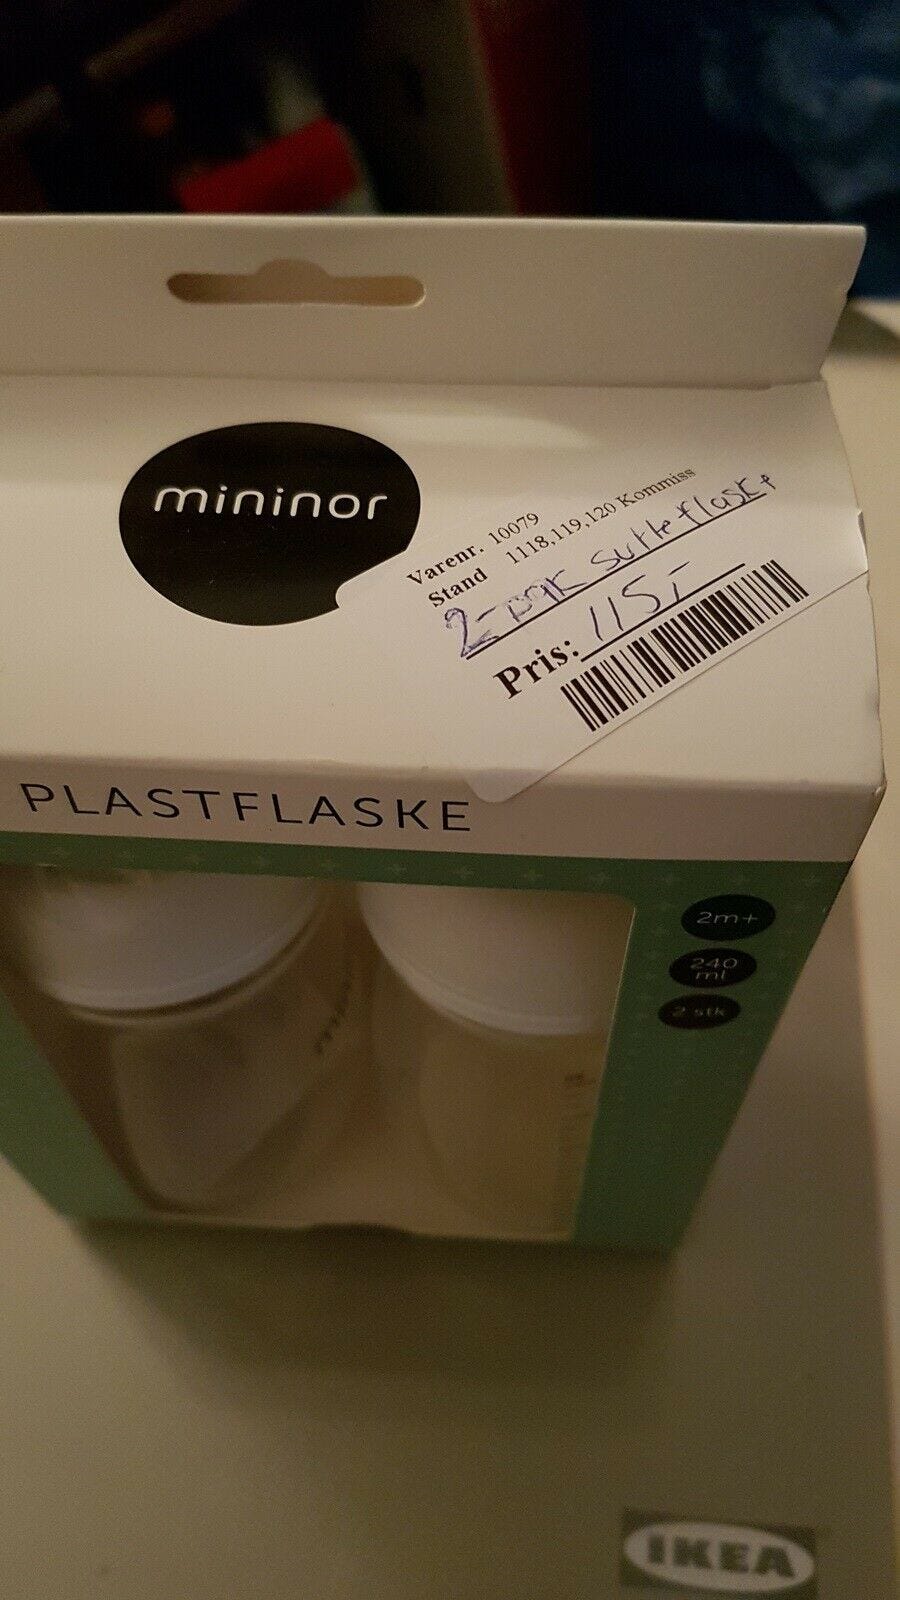 mininor
Varenr. 10079
Stand 1118,119,120 Kommiss
2-pak sutteflaske
Pris: 115,-
PLASTFLASKE
2m+
240
ml
2 stk
IKEA